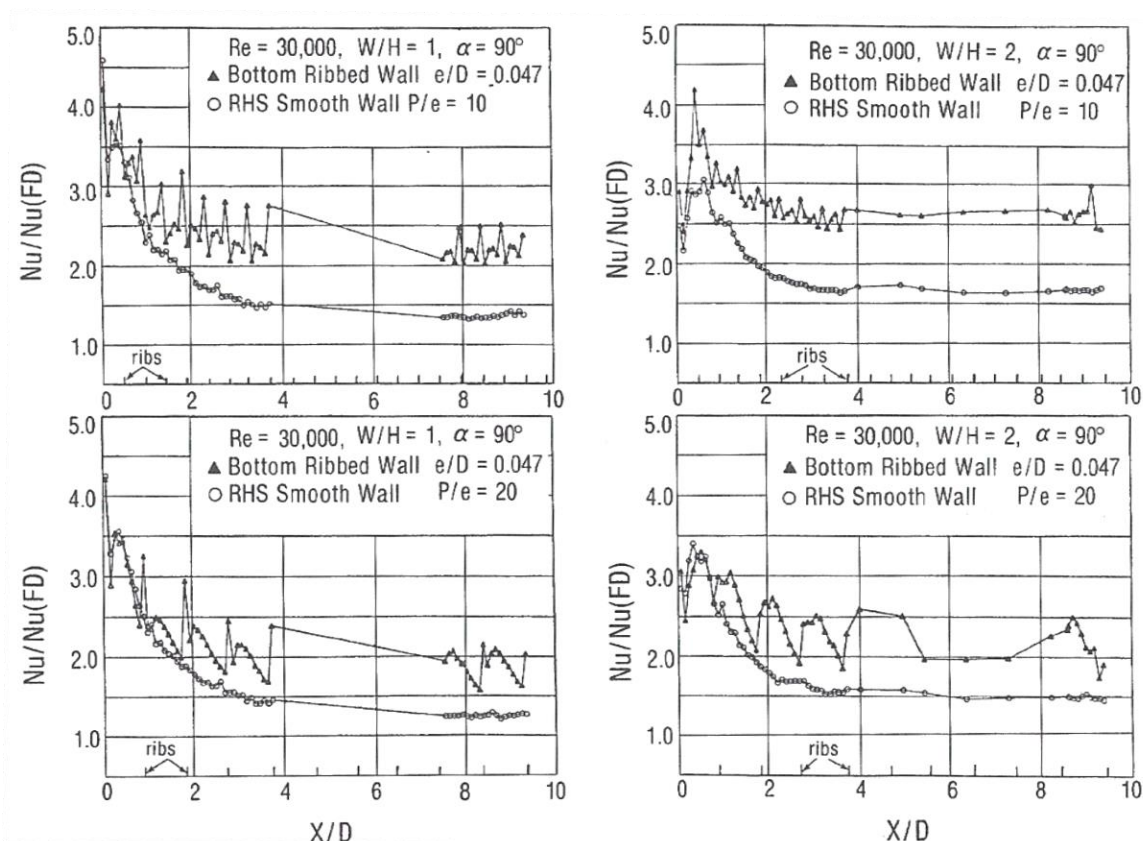 Re = 30,000, W/H = 1, α = 90°
▲ Bottom Ribbed Wall e/D = 0.047
○ RHS Smooth Wall P/e = 10
Nu/Nu(FD)
5.0
4.0
3.0
2.0
1.0
ribs
0 2 4 6 8 10
Re = 30,000, W/H = 2, α = 90°
▲ Bottom Ribbed Wall e/D = 0.047
○ RHS Smooth Wall P/e = 10
Nu/Nu(FD)
5.0
4.0
3.0
2.0
1.0
ribs
0 2 4 6 8 10
Re = 30,000, W/H = 1, α = 90°
▲ Bottom Ribbed Wall e/D = 0.047
○ RHS Smooth Wall P/e = 20
Nu/Nu(FD)
5.0
4.0
3.0
2.0
1.0
ribs
0 2 4 6 8 10
X/D
Re = 30,000, W/H = 2, α = 90°
▲ Bottom Ribbed Wall e/D = 0.047
○ RHS Smooth Wall P/e = 20
Nu/Nu(FD)
5.0
4.0
3.0
2.0
1.0
ribs
0 2 4 6 8 10
X/D